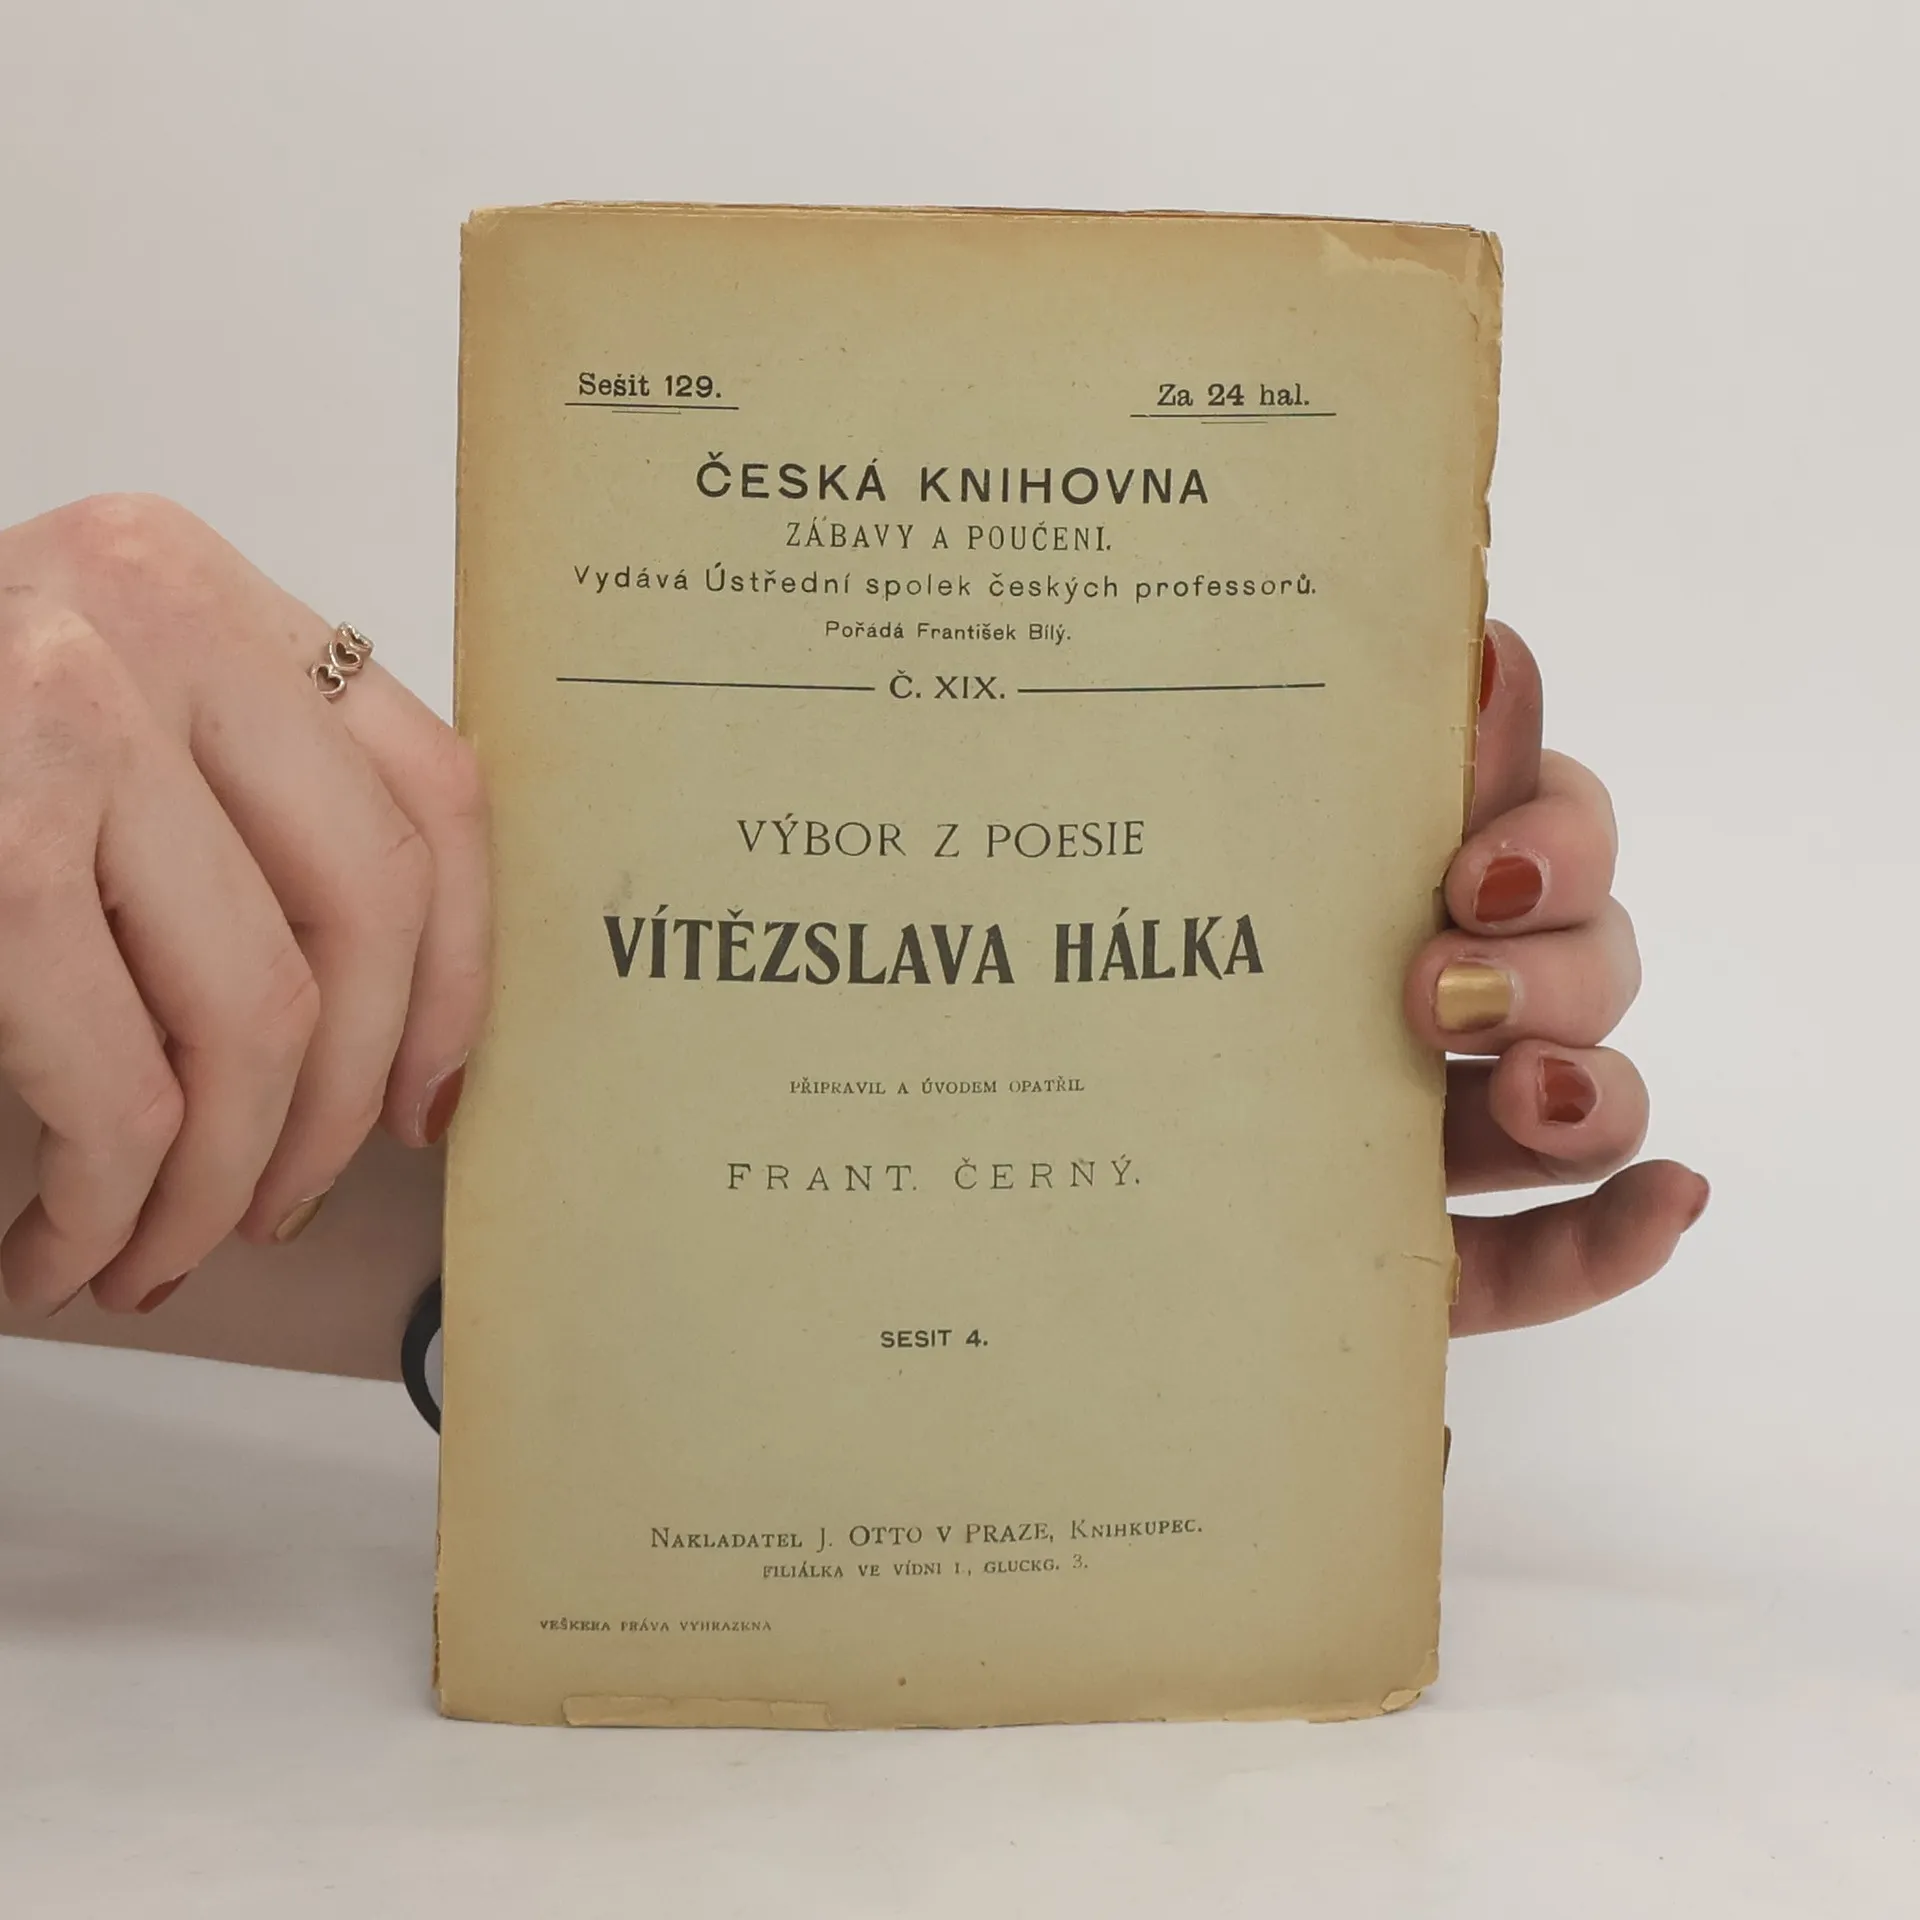 Sešit 129.
Za 24 hal.
ČESKÁ KNIHOVNA
ZÁBAVY A POUČENI.
Vydává Ústřední spolek českých professorů.
Pořádá František Bílý.
Č. XIX.
VÝBOR Z POESIE
VÍTĚZSLAVA HÁLKA
PŘIPRAVIL A ÚVODEM OPATŘIL
FRANT. ČERNÝ.
SESIT 4.
NAKLADATEL J. OTTO V PRAZE, KNIHKUPEC.
FILIÁLKA VE VÍDNI I., GLUCKG. 3.
VEŠKERA PRÁVA VYHRAZENA